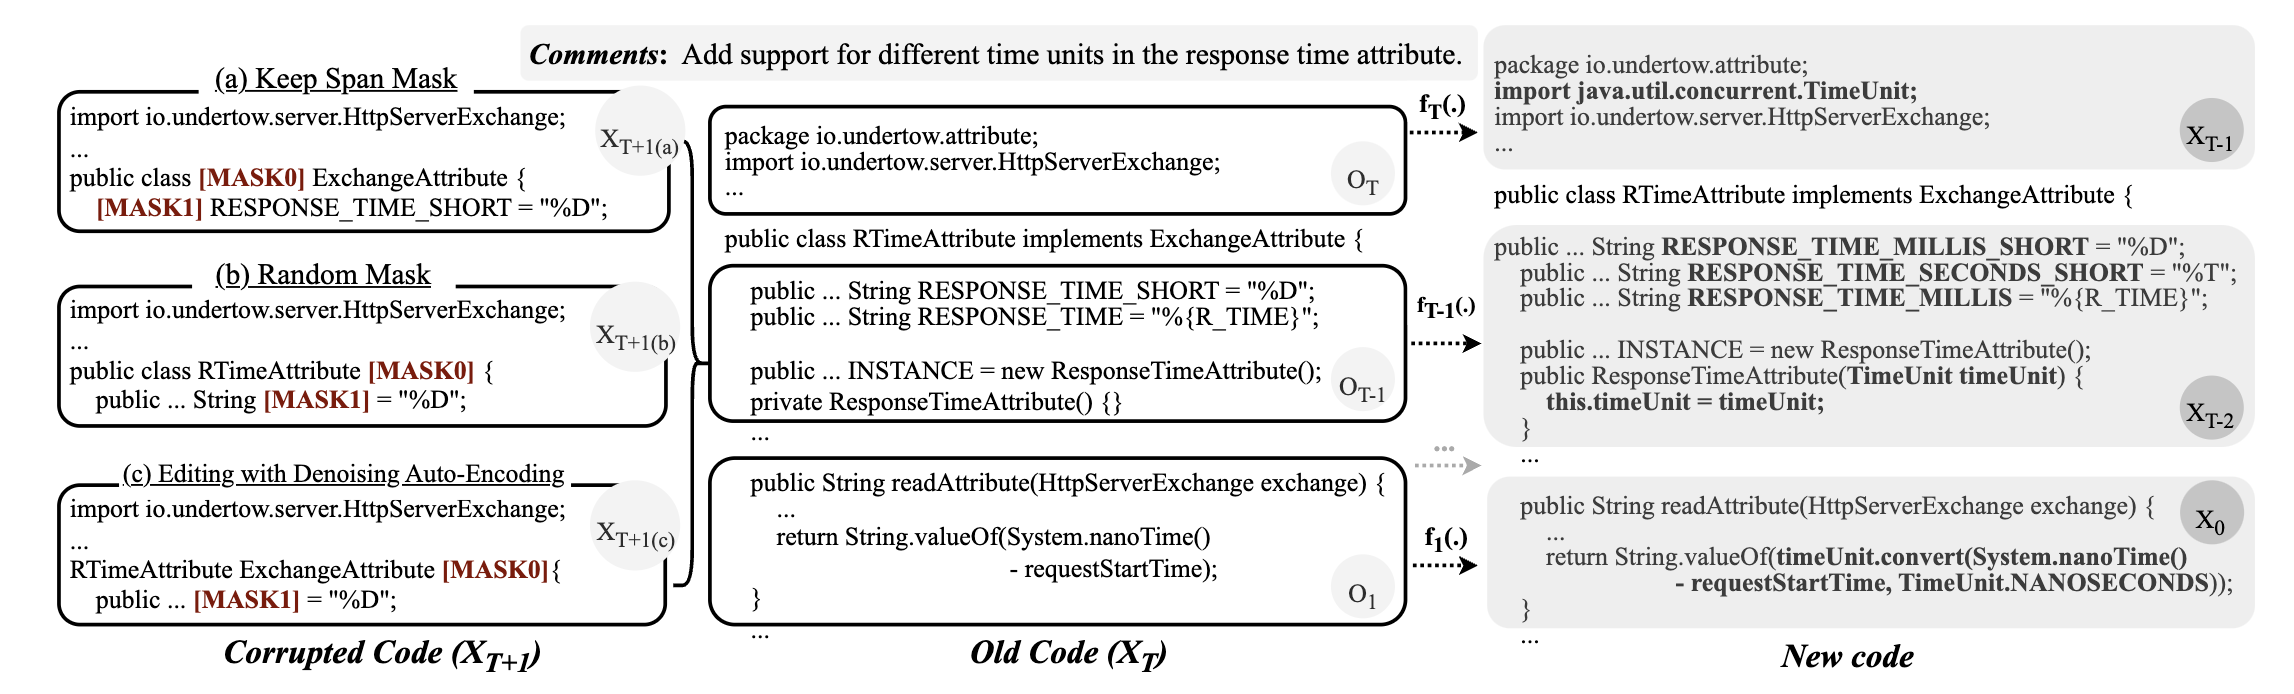 Comments: Add support for different time units in the response time attribute.
(a) Keep Span Mask
import io.undertow.server.HttpServerExchange;
...
public class [MASK0] ExchangeAttribute {
[MASK1] RESPONSE_TIME_SHORT = "%D";
X_{T+1(a)}
(b) Random Mask
import io.undertow.server.HttpServerExchange;
...
public class RTimeAttribute [MASK0] {
public ... String [MASK1] = "%D";
X_{T+1(b)}
(c) Editing with Denoising Auto-Encoding
import io.undertow.server.HttpServerExchange;
...
RTimeAttribute ExchangeAttribute [MASK0]{
public ... [MASK1] = "%D";
X_{T+1(c)}
Corrupted Code (X_{T+1})
package io.undertow.attribute;
import io.undertow.server.HttpServerExchange;
...
O_T
public class RTimeAttribute implements ExchangeAttribute {
public ... String RESPONSE_TIME_SHORT = "%D";
public ... String RESPONSE_TIME = "%{R_TIME}";
public ... INSTANCE = new ResponseTimeAttribute();
private ResponseTimeAttribute() {}
O_{T-1}
...
public String readAttribute(HttpServerExchange exchange) {
...
return String.valueOf(System.nanoTime()
- requestStartTime);
}
O_1
...
Old Code (X_T)
f_T(.)
f_{T-1}(.)
...
f_1(.)
package io.undertow.attribute;
import java.util.concurrent.TimeUnit;
import io.undertow.server.HttpServerExchange;
...
X_{T-1}
public class RTimeAttribute implements ExchangeAttribute {
public ... String RESPONSE_TIME_MILLIS_SHORT = "%D";
public ... String RESPONSE_TIME_SECONDS_SHORT = "%T";
public ... String RESPONSE_TIME_MILLIS = "%{R_TIME}";
public ... INSTANCE = new ResponseTimeAttribute();
public ResponseTimeAttribute(TimeUnit timeUnit) {
this.timeUnit = timeUnit;
}
X_{T-2}
...
public String readAttribute(HttpServerExchange exchange) {
...
return String.valueOf(timeUnit.convert(System.nanoTime()
- requestStartTime, TimeUnit.NANOSECONDS));
}
X_0
...
New code